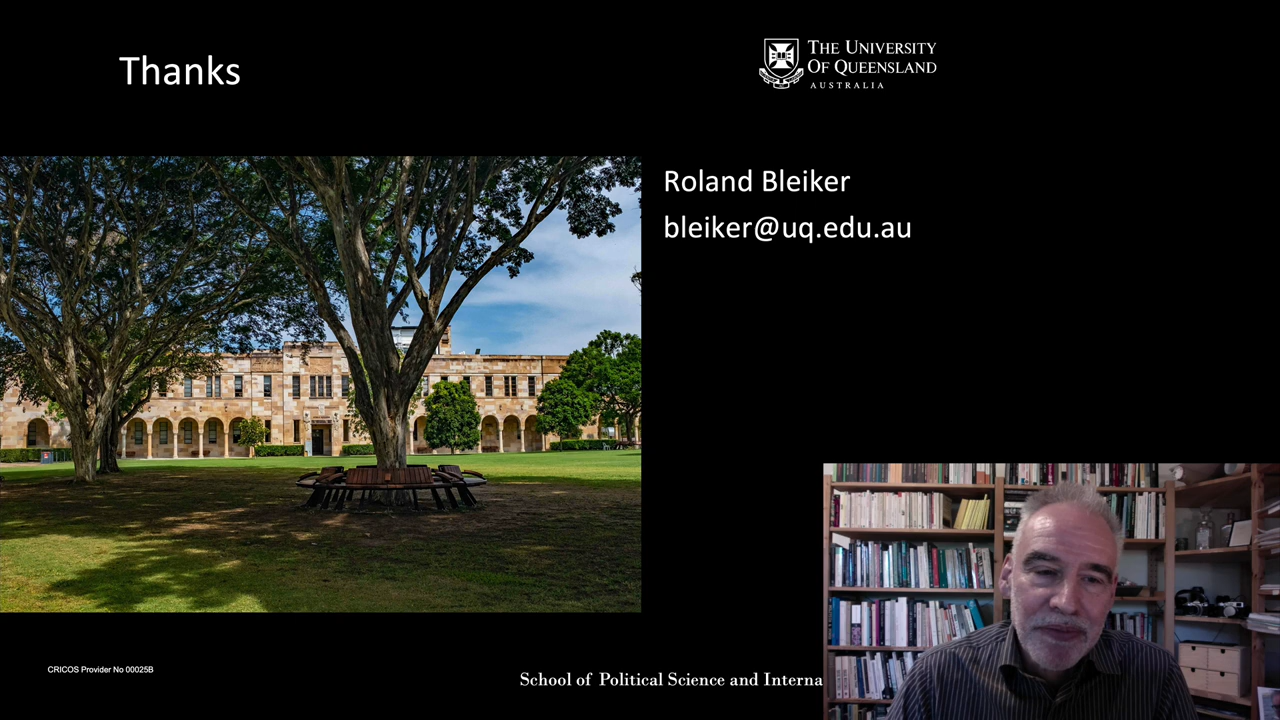 Thanks
THE UNIVERSITY
OF QUEENSLAND
AUSTRALIA
Roland Bleiker
bleiker@uq.edu.au
CRICOS Provider No 00025B
School of Political Science and Interna